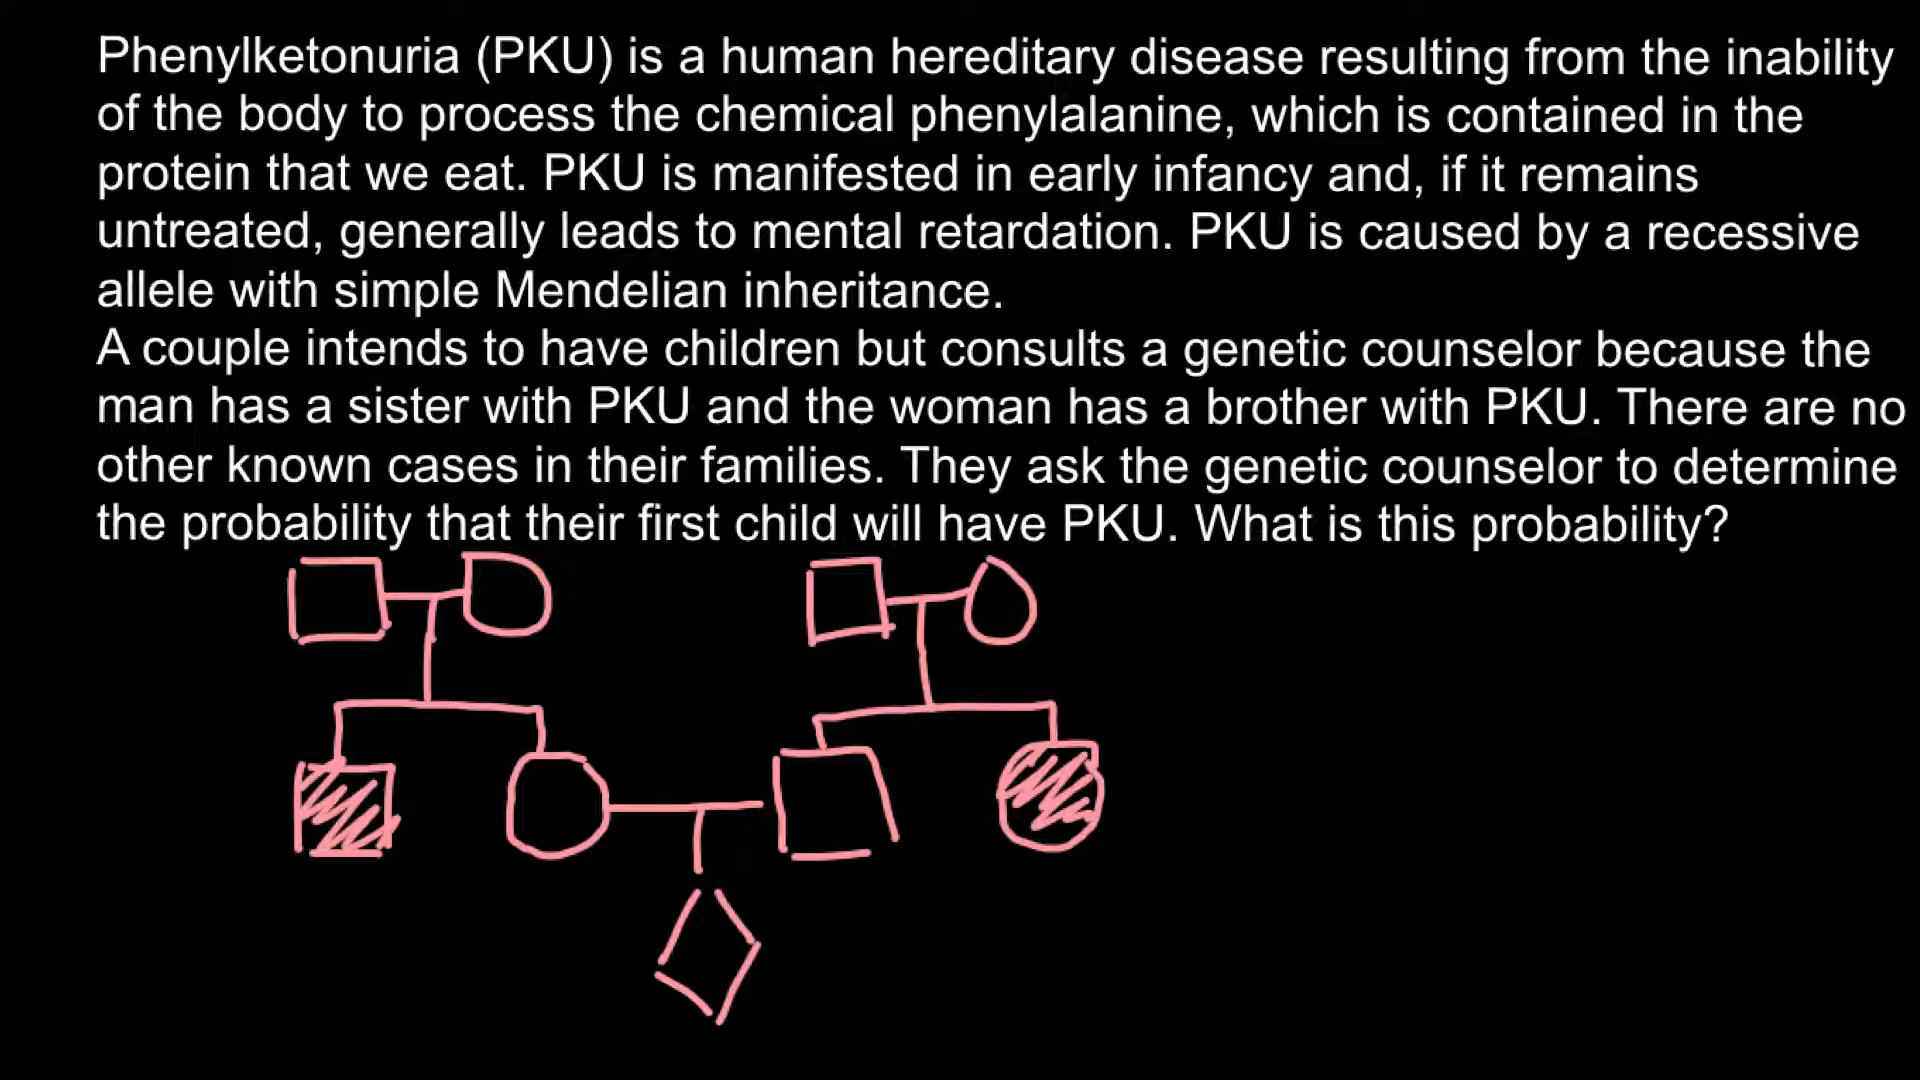 Phenylketonuria (PKU) is a human hereditary disease resulting from the inability
of the body to process the chemical phenylalanine, which is contained in the
protein that we eat. PKU is manifested in early infancy and, if it remains
untreated, generally leads to mental retardation. PKU is caused by a recessive
allele with simple Mendelian inheritance.
A couple intends to have children but consults a genetic counselor because the
man has a sister with PKU and the woman has a brother with PKU. There are no
other known cases in their families. They ask the genetic counselor to determine
the probability that their first child will have PKU. What is this probability?